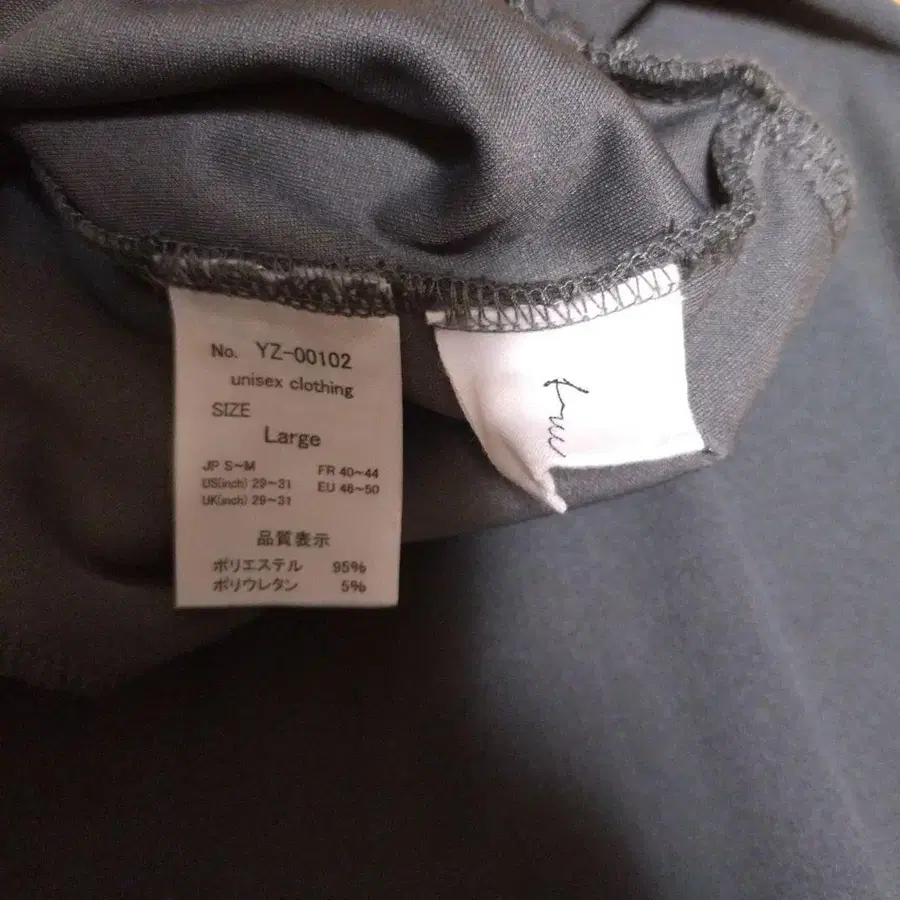 No. YZ-00102
unisex clothing
SIZE
Large
JP S~M FR 40~44
US(inch) 29~31 EU 46~50
UK(inch) 29~31
品質表示
ポリエステル 95%
ポリウレタン 5%